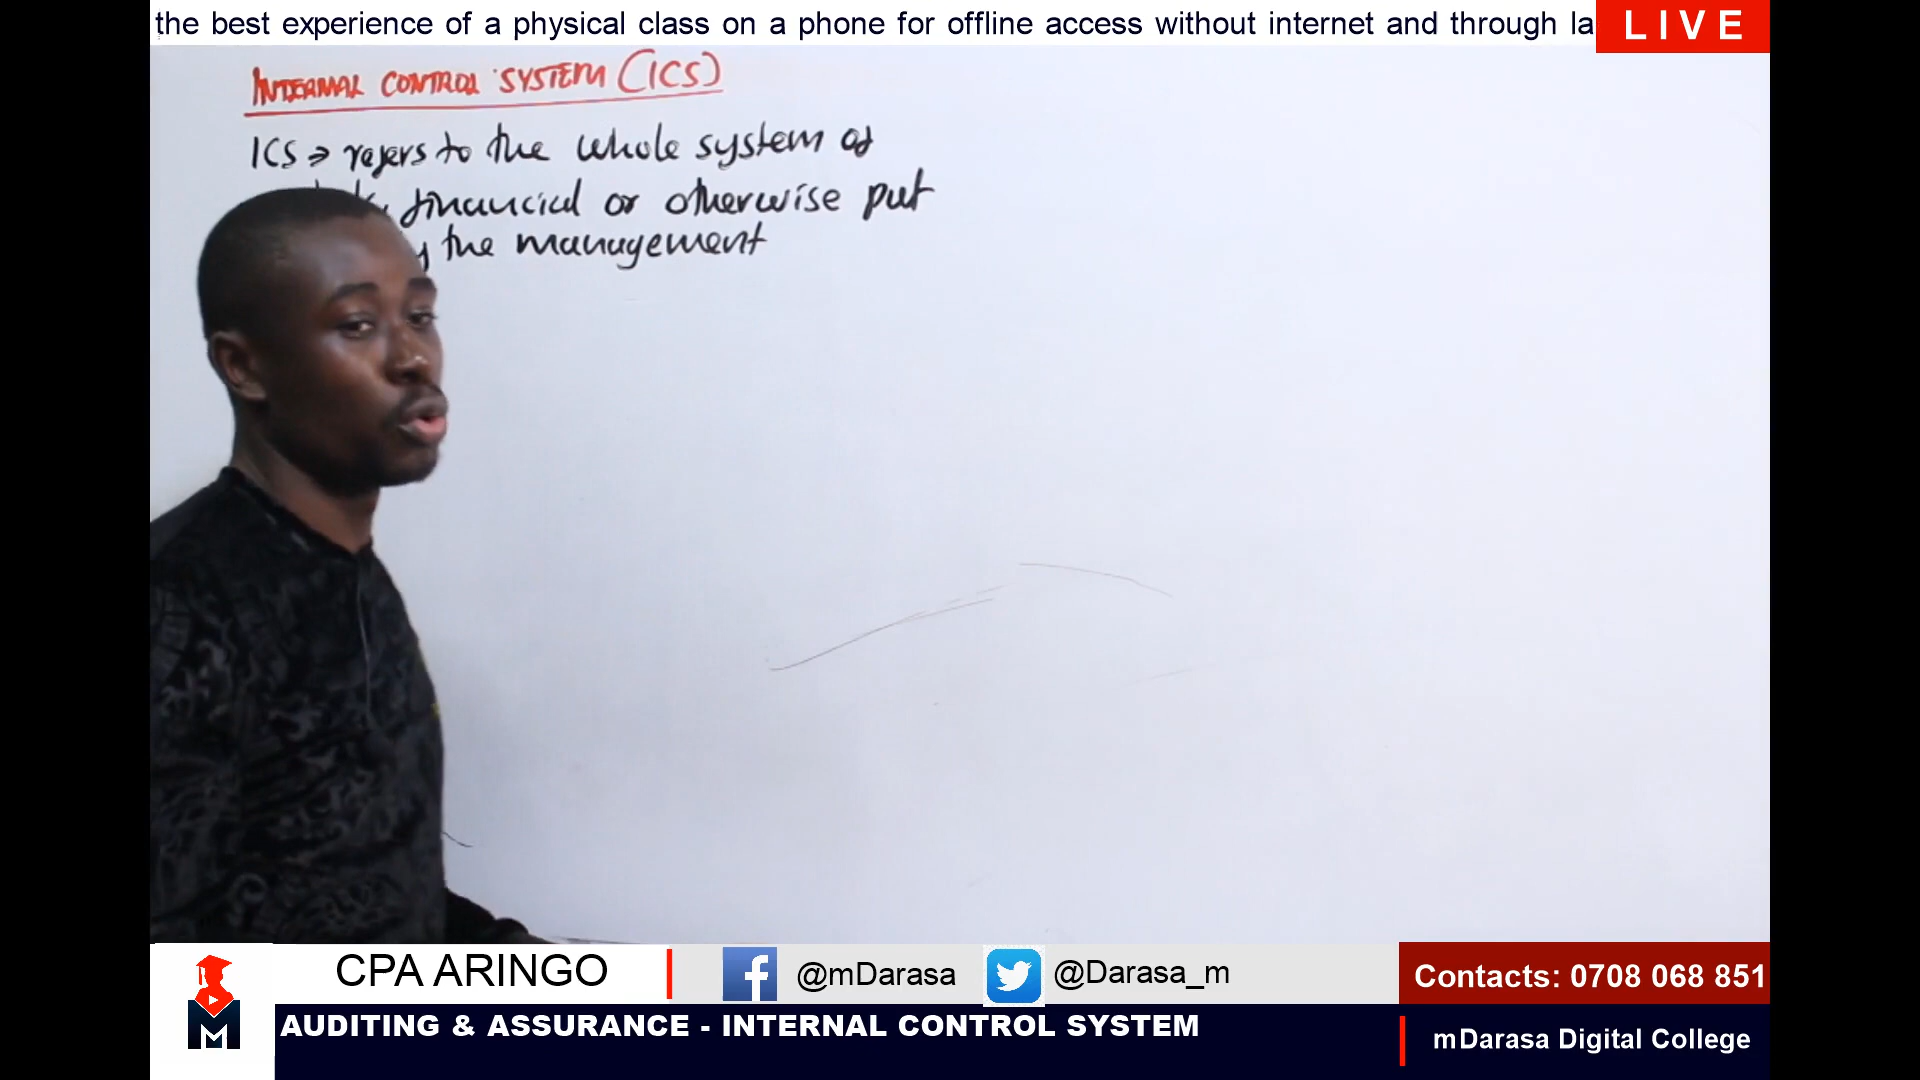 the best experience of a physical class on a phone for offline access without internet and through la
LIVE
INTERNAL CONTROL SYSTEM (ICS)
ICS → refers to the whole system of
financial or otherwise put
the management
CPA ARINGO
@mDarasa
@Darasa_m
Contacts: 0708 068 851
M
AUDITING & ASSURANCE - INTERNAL CONTROL SYSTEM
mDarasa Digital College